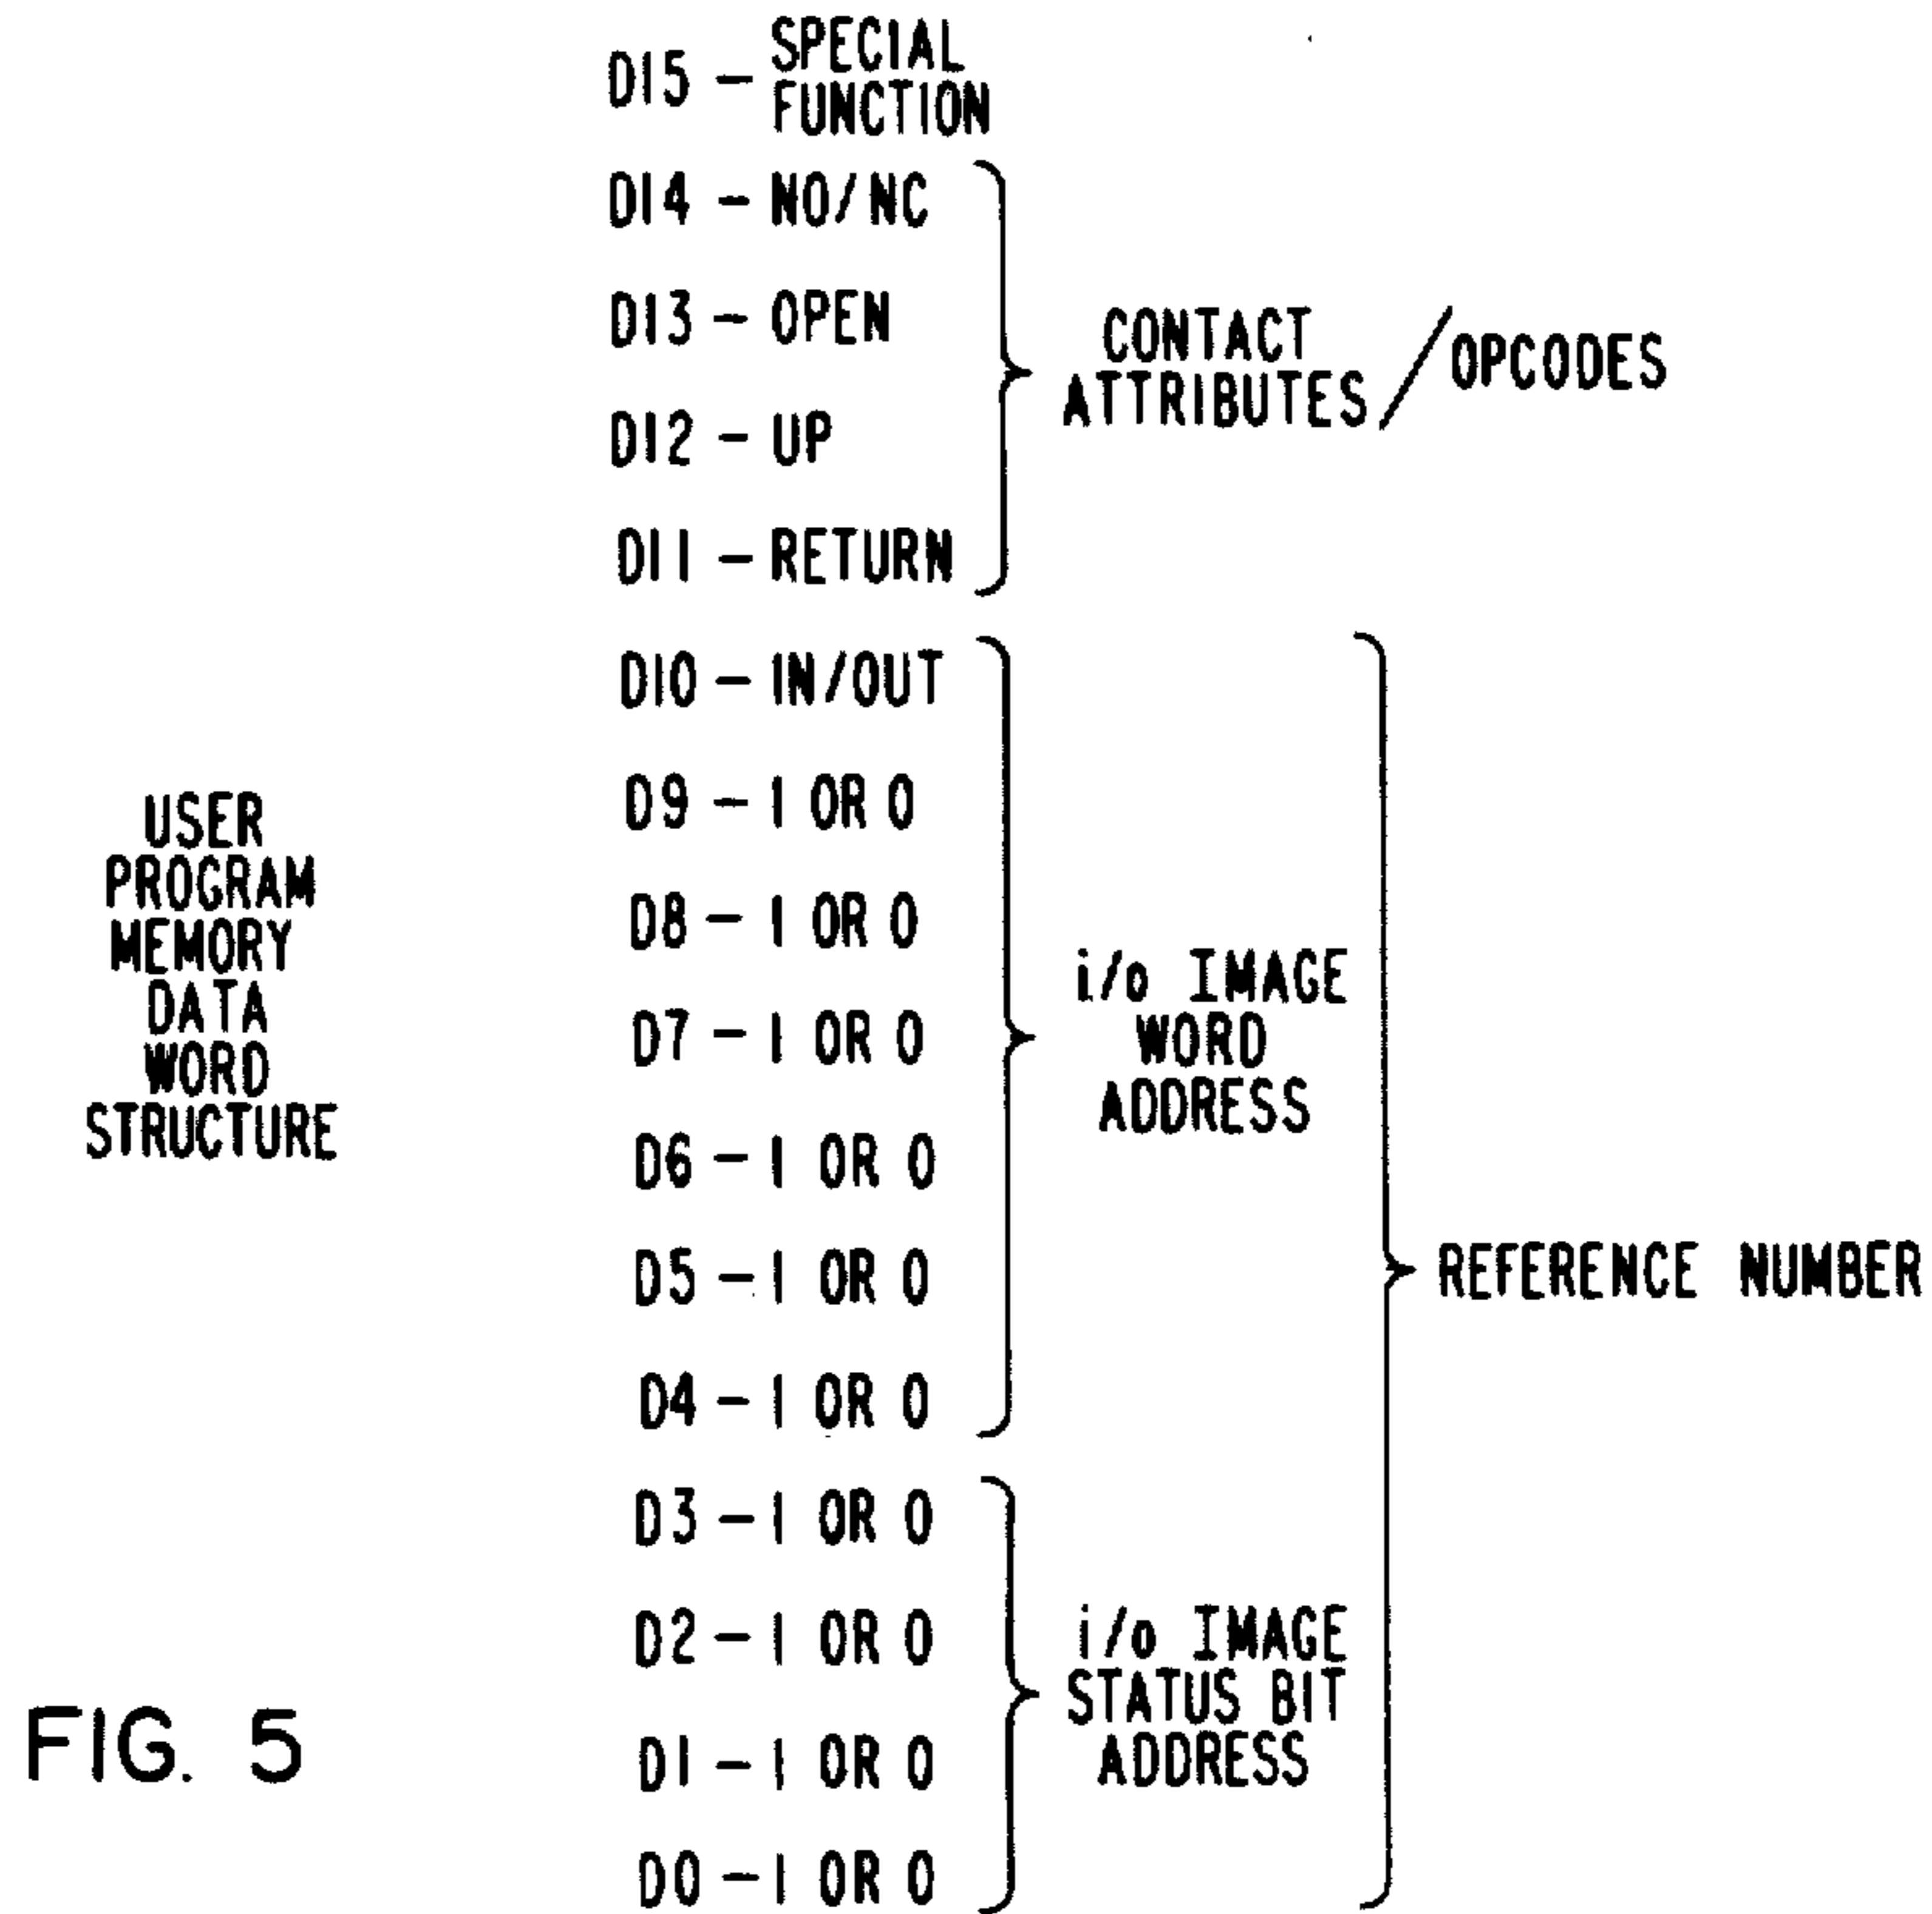 D15 - SPECIAL
FUNCTION
D14 - NO/NC
D13 - OPEN
D12 - UP
D11 - RETURN
CONTACT
ATTRIBUTES / OPCODES
D10 - IN/OUT
D9 - 1 OR 0
D8 - 1 OR 0
D7 - 1 OR 0
D6 - 1 OR 0
D5 - 1 OR 0
D4 - 1 OR 0
i/o IMAGE
WORD
ADDRESS
D3 - 1 OR 0
D2 - 1 OR 0
D1 - 1 OR 0
D0 - 1 OR 0
i/o IMAGE
STATUS BIT
ADDRESS
REFERENCE NUMBER
USER
PROGRAM
MEMORY
DATA
WORD
STRUCTURE
FIG. 5